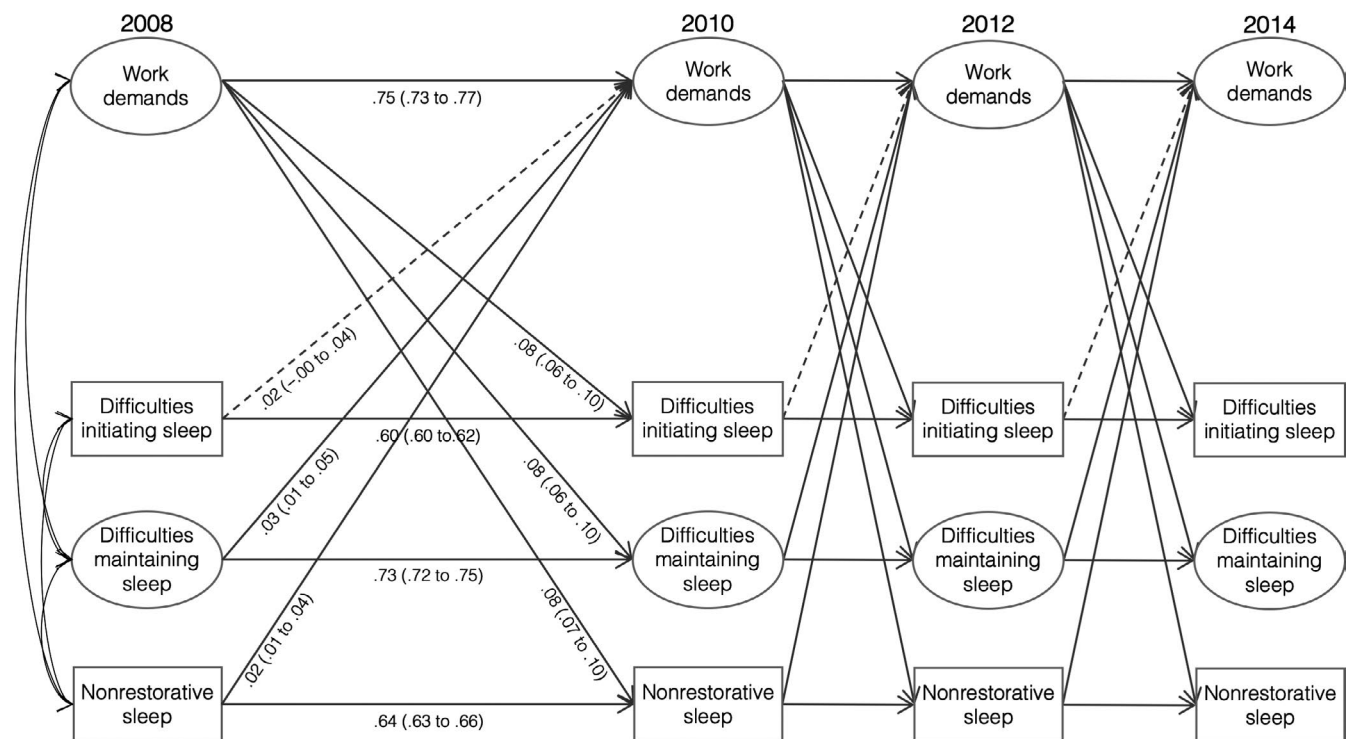 2008
2010
2012
2014
Work
demands
Work
demands
Work
demands
Work
demands
.75 (.73 to .77)
.02 (–.00 to .04)
.08 (.06 to .10)
Difficulties
initiating sleep
Difficulties
initiating sleep
Difficulties
initiating sleep
Difficulties
initiating sleep
.60 (.60 to.62)
.03 (.01 to .05)
.08 (.06 to .10)
Difficulties
maintaining
sleep
Difficulties
maintaining
sleep
Difficulties
maintaining
sleep
Difficulties
maintaining
sleep
.73 (.72 to .75)
.02 (.01 to .04)
.08 (.07 to .10)
Nonrestorative
sleep
Nonrestorative
sleep
Nonrestorative
sleep
Nonrestorative
sleep
.64 (.63 to .66)